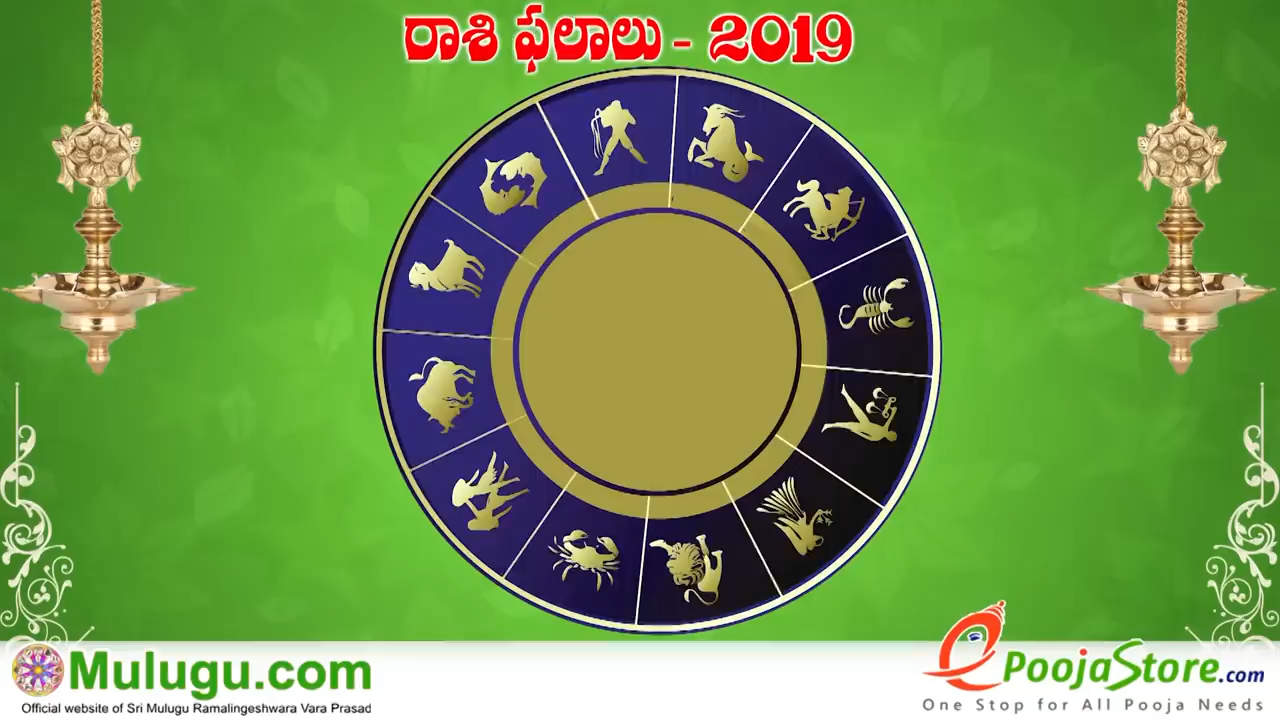 రాశి ఫలాలు - 2019
Mulugu.com
Official website of Sri Mulugu Ramalingeshwara Vara Prasad
ePoojaStore.com
One Stop for All Pooja Needs